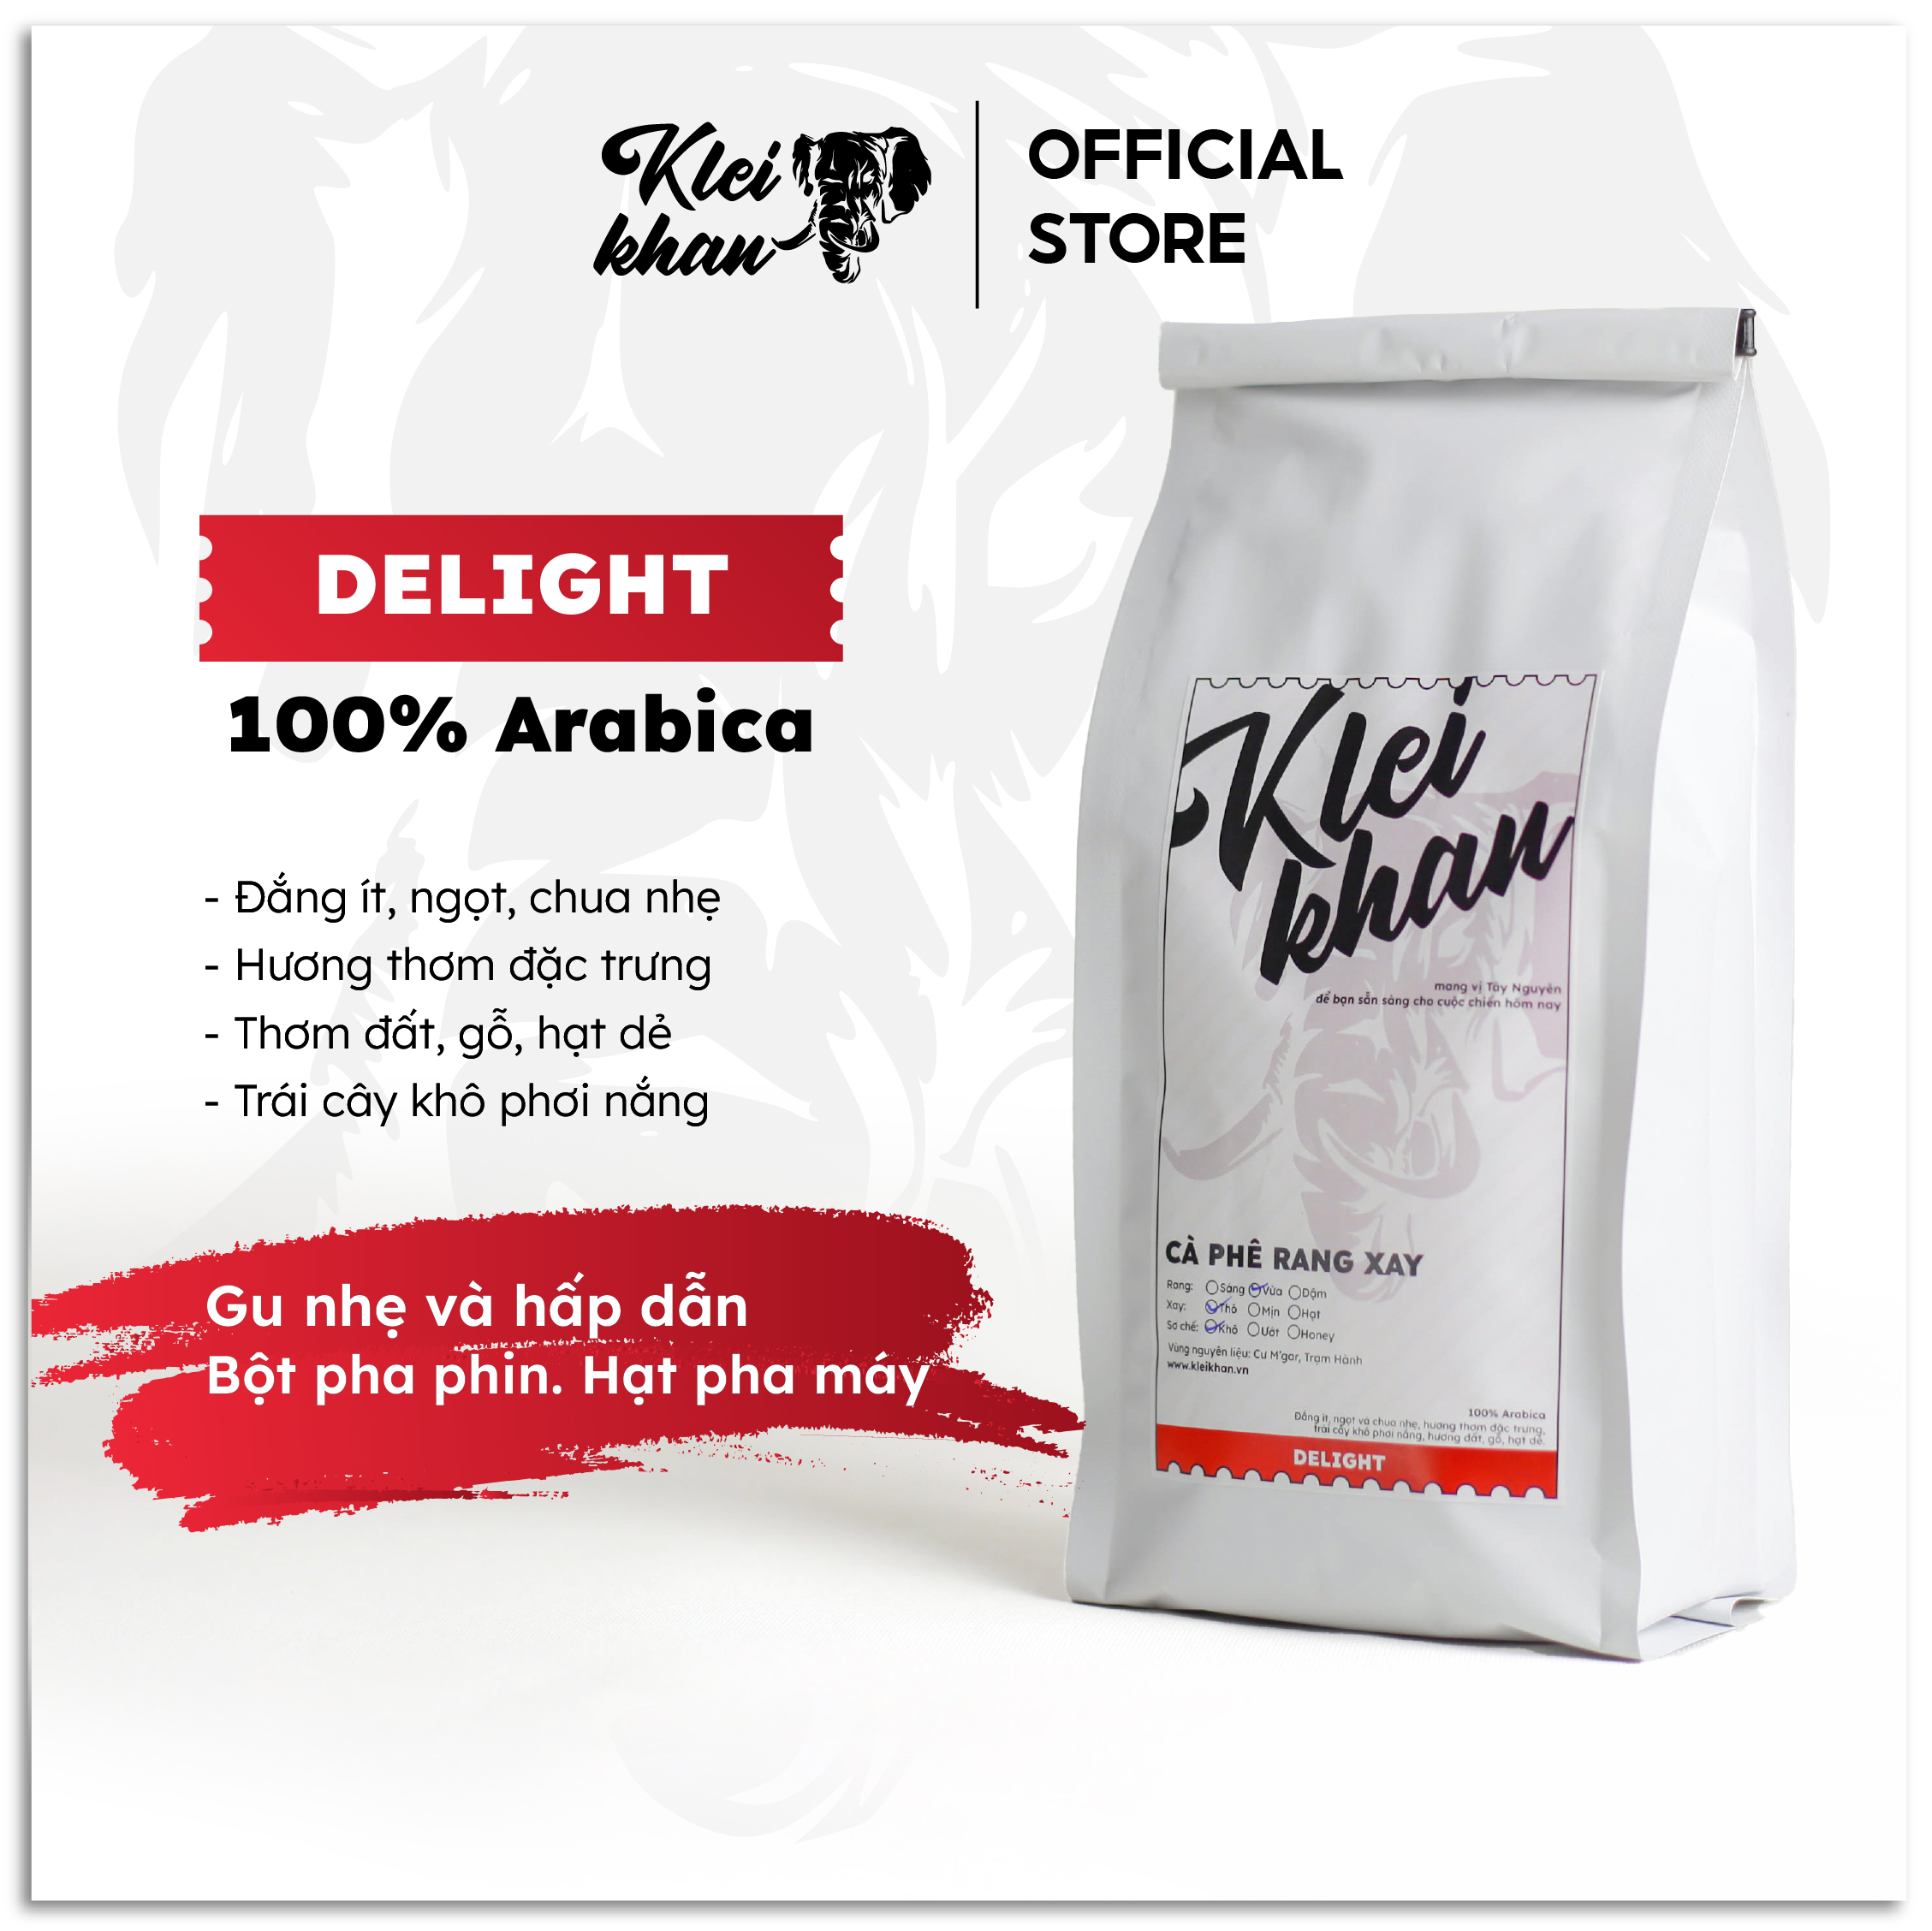 Klei
khan
OFFICIAL
STORE
DELIGHT
100% Arabica
- Đắng ít, ngọt, chua nhẹ
- Hương thơm đặc trưng
- Thơm đất, gỗ, hạt dẻ
- Trái cây khô phơi nắng
Gu nhẹ và hấp dẫn
Bột pha phin. Hạt pha máy
Klei
khan
mang vị Tây Nguyên
để bạn sẵn sàng cho cuộc chiến hôm nay
CÀ PHÊ RANG XAY
Rang: Sáng Vừa Đậm
Xay: Thô Mịn Hạt
Sơ chế: Khô Ướt Honey
Vùng nguyên liệu: Cư M'gar, Trạm Hành
www.kleikhan.vn
100% Arabica
Đắng ít, ngọt và chua nhẹ, hương thơm đặc trưng,
trái cây khô phơi nắng, hương đất, gỗ, hạt dẻ.
DELIGHT